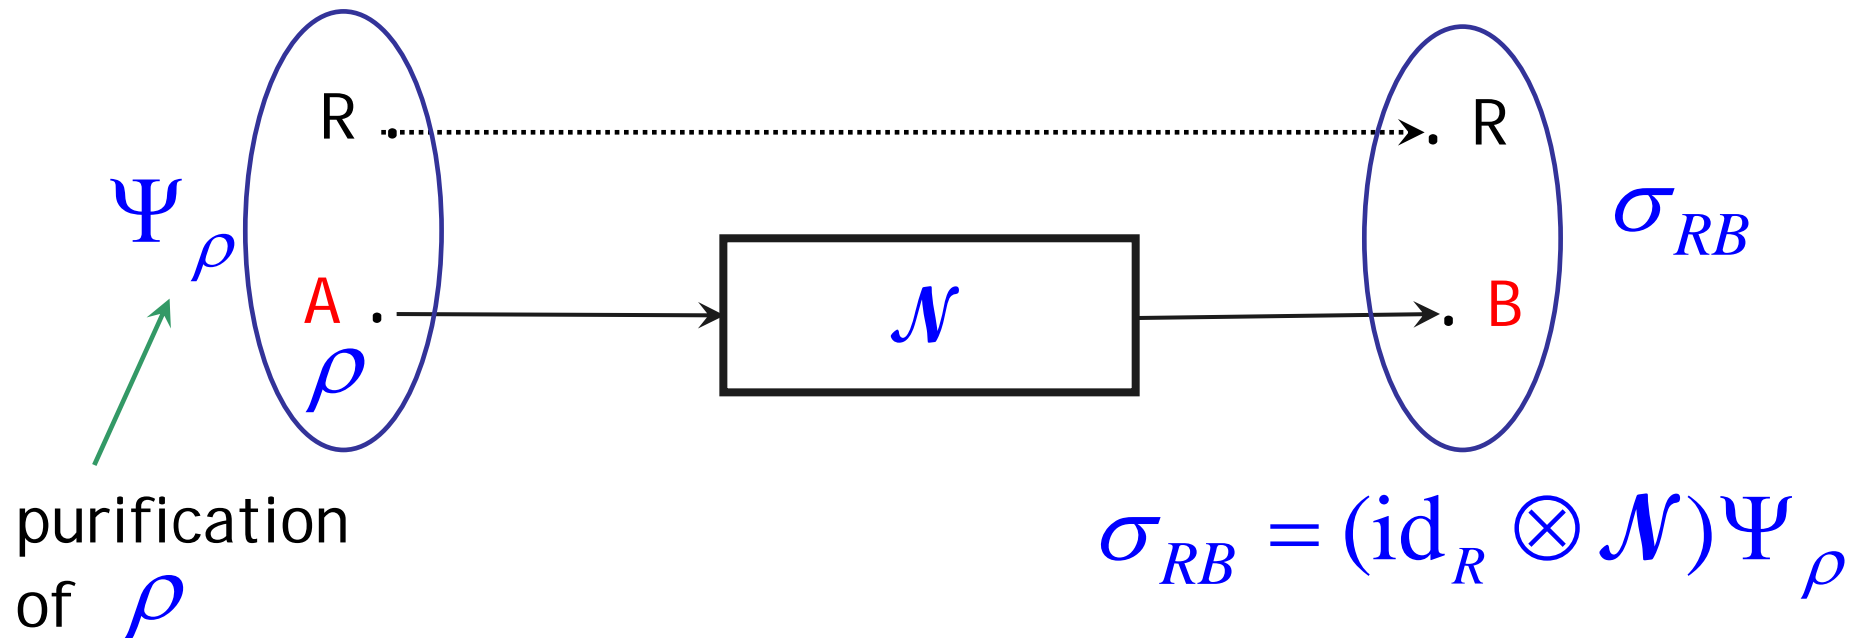 R R
Ψ_ρ σ_RB
A 𝒩 B
ρ
purification
of ρ
σ_RB = (id_R ⊗ 𝒩)Ψ_ρ